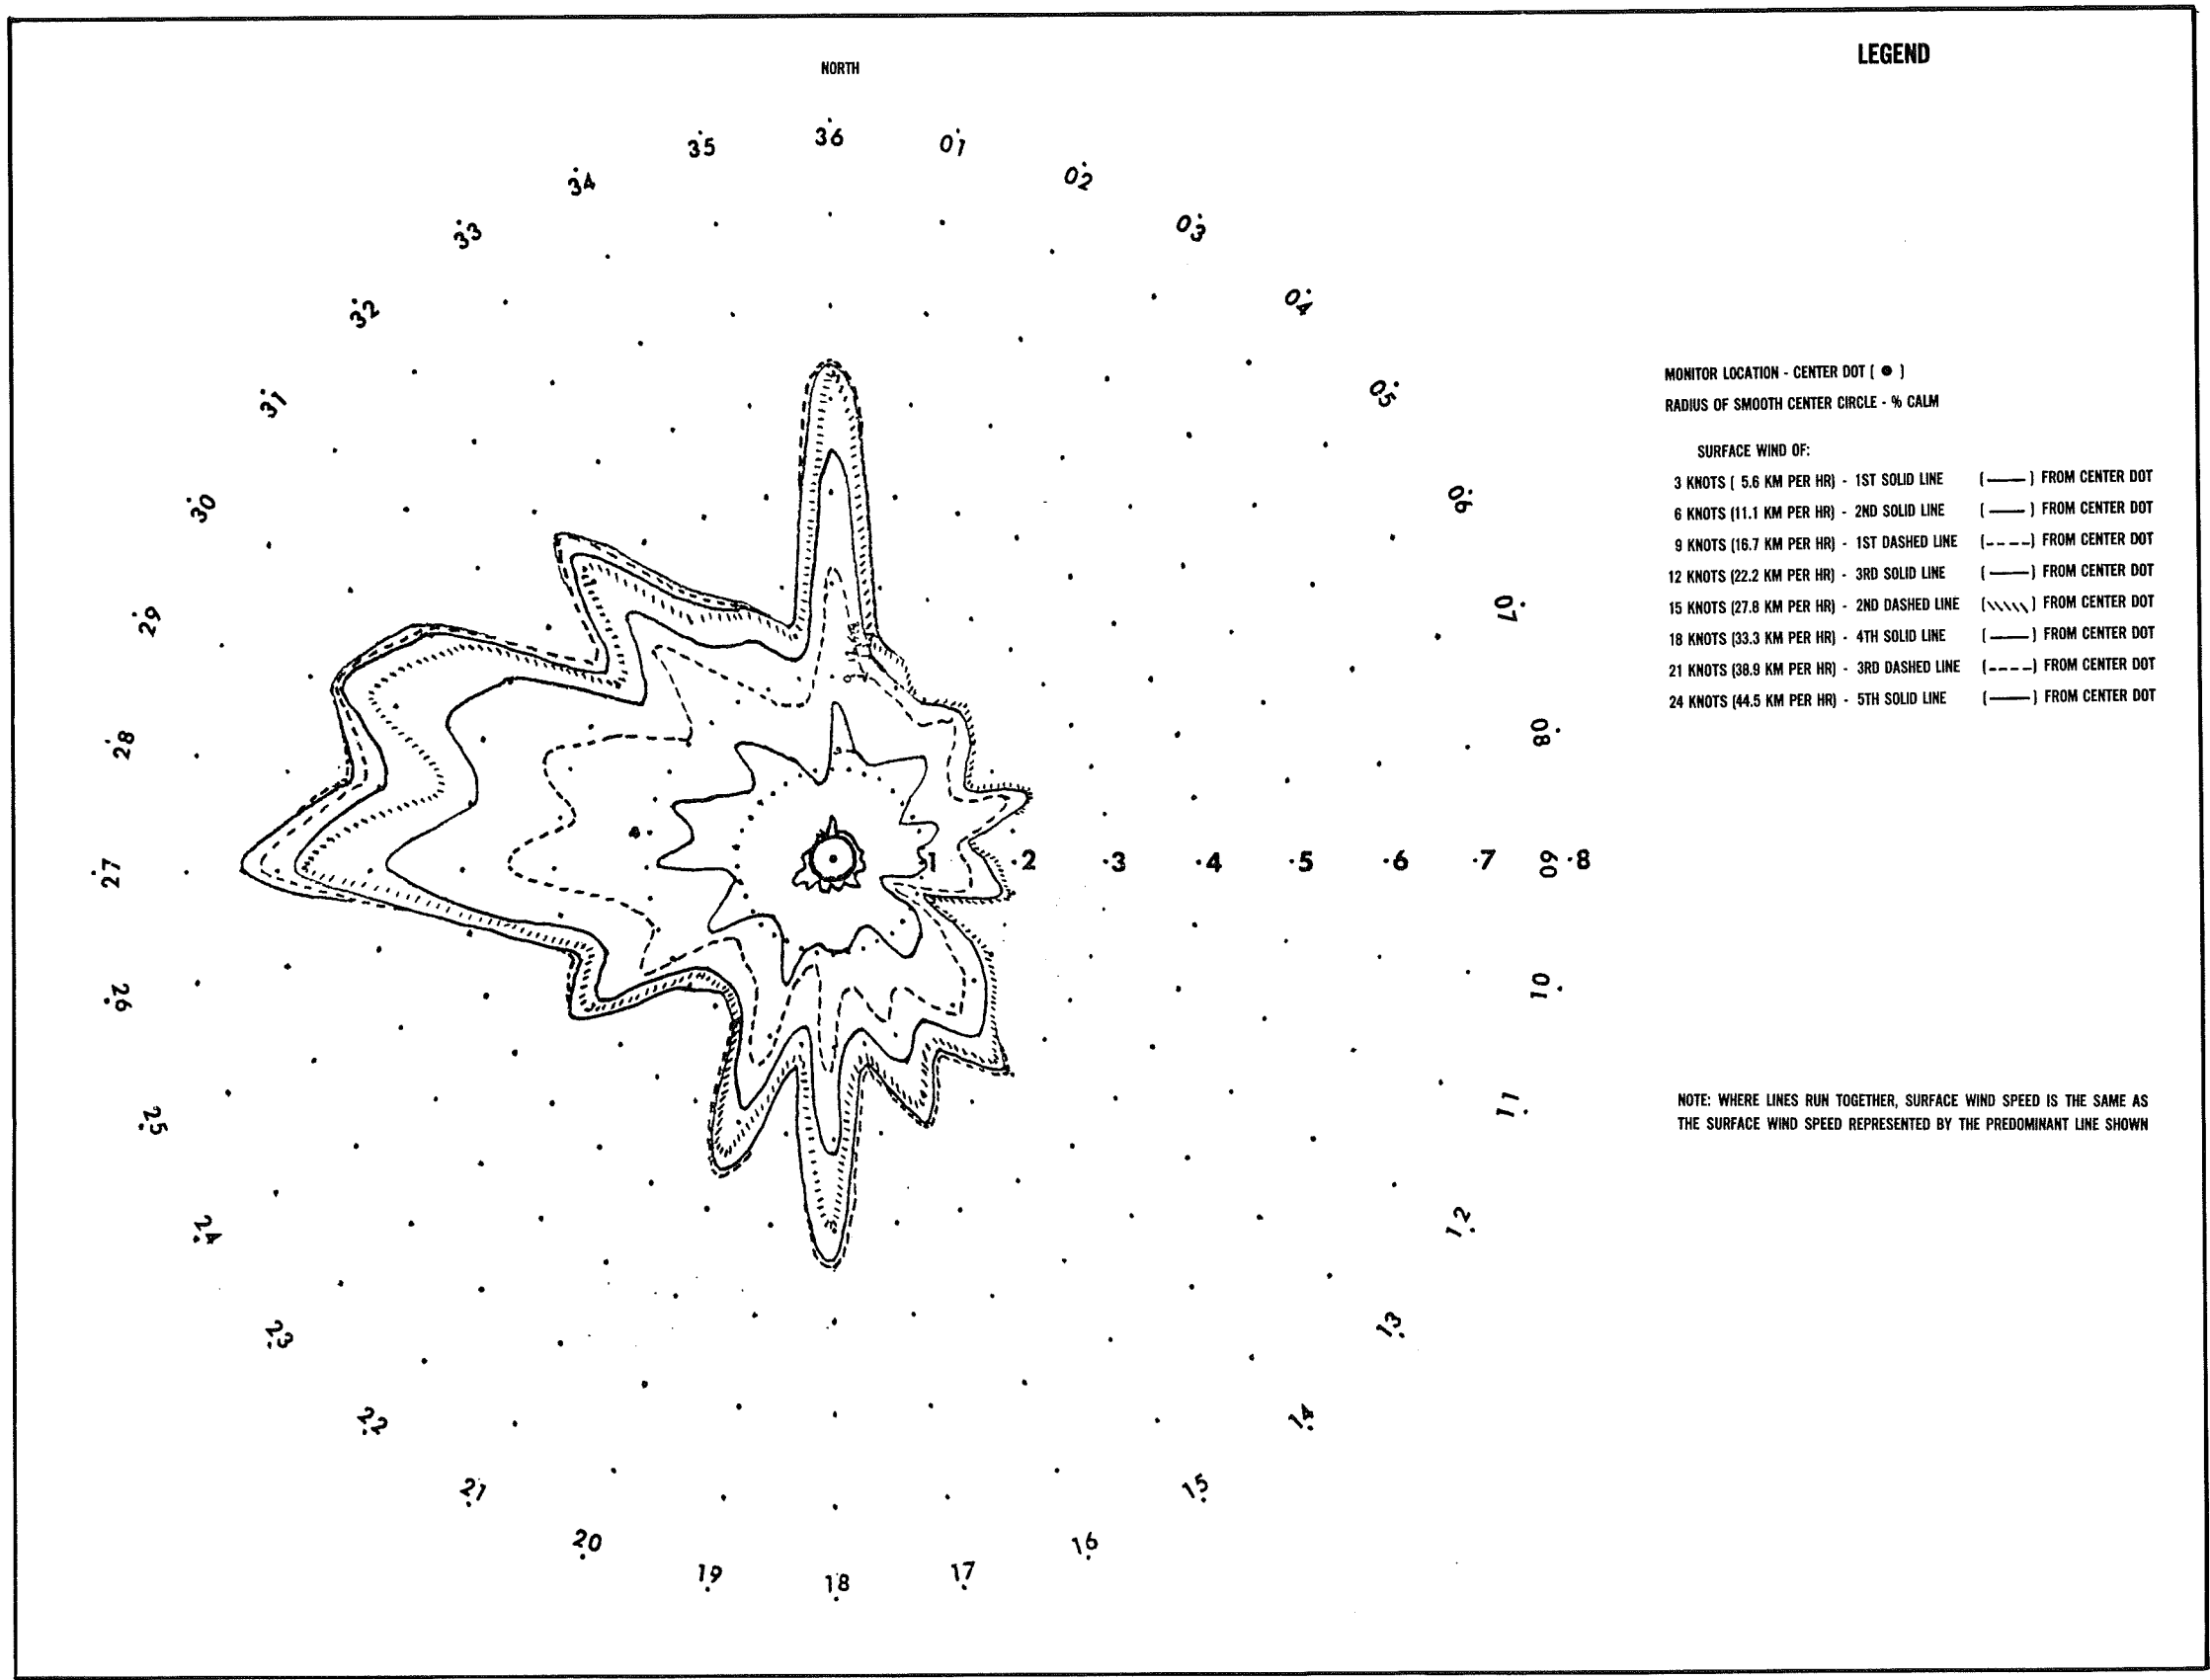 LEGEND
NORTH
36
01
02
03
04
05
06
07
08
09
10
11
12
13
14
15
16
17
18
19
20
21
22
23
24
25
26
27
28
29
30
31
32
33
34
35
4.
.1 .2 .3 .4 .5 .6 .7 .8
MONITOR LOCATION - CENTER DOT ( ● )
RADIUS OF SMOOTH CENTER CIRCLE - % CALM
SURFACE WIND OF:
3 KNOTS ( 5.6 KM PER HR) - 1ST SOLID LINE (——) FROM CENTER DOT
6 KNOTS (11.1 KM PER HR) - 2ND SOLID LINE (——) FROM CENTER DOT
9 KNOTS (16.7 KM PER HR) - 1ST DASHED LINE (----) FROM CENTER DOT
12 KNOTS (22.2 KM PER HR) - 3RD SOLID LINE (——) FROM CENTER DOT
15 KNOTS (27.8 KM PER HR) - 2ND DASHED LINE (\\\\\) FROM CENTER DOT
18 KNOTS (33.3 KM PER HR) - 4TH SOLID LINE (——) FROM CENTER DOT
21 KNOTS (38.9 KM PER HR) - 3RD DASHED LINE (----) FROM CENTER DOT
24 KNOTS (44.5 KM PER HR) - 5TH SOLID LINE (——) FROM CENTER DOT
NOTE: WHERE LINES RUN TOGETHER, SURFACE WIND SPEED IS THE SAME AS
THE SURFACE WIND SPEED REPRESENTED BY THE PREDOMINANT LINE SHOWN